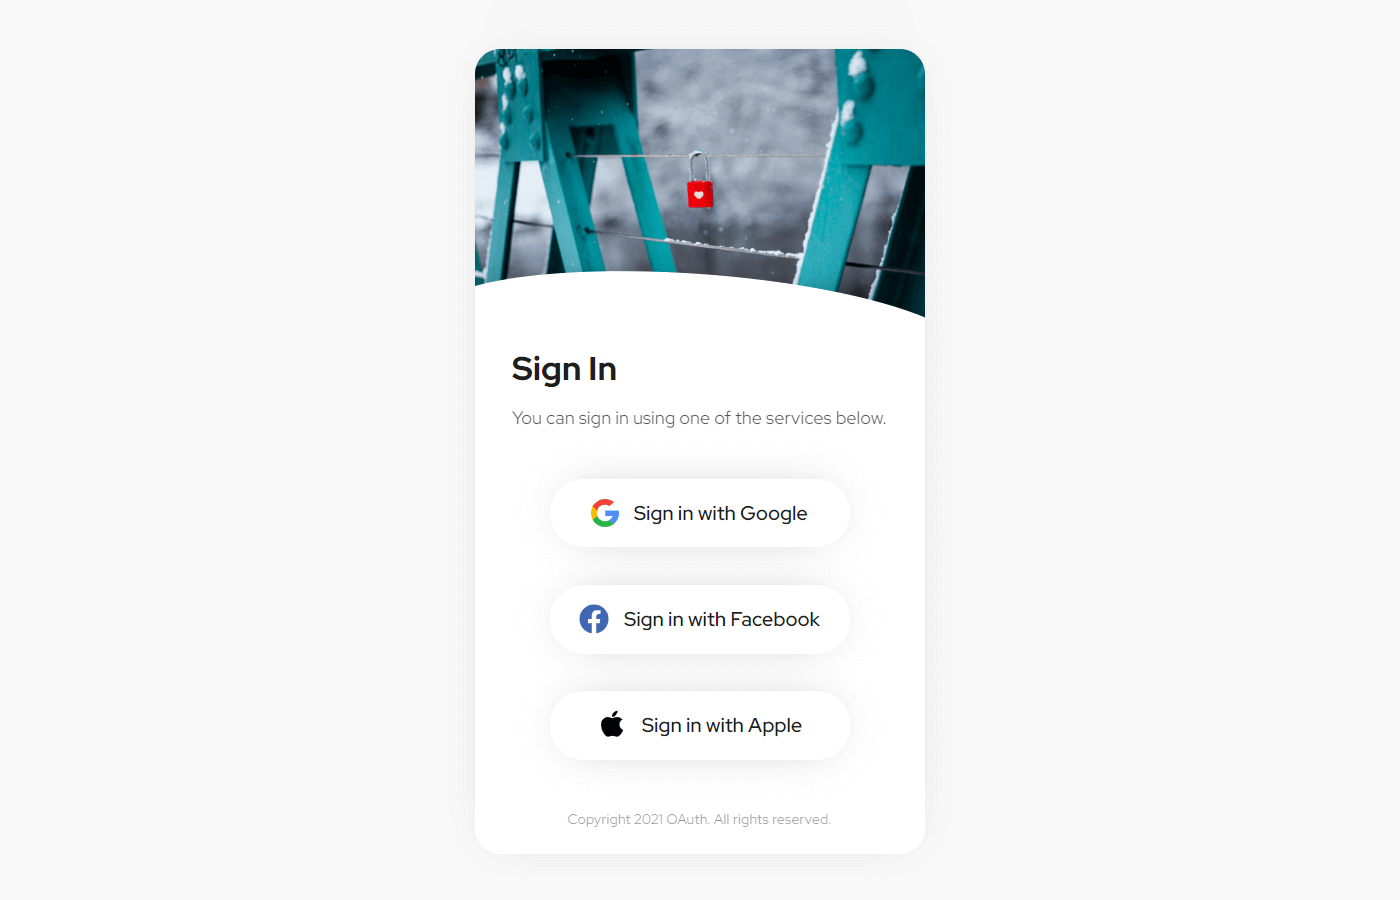 Sign In
You can sign in using one of the services below.
Sign in with Google
Sign in with Facebook
Sign in with Apple
Copyright 2021 OAuth. All rights reserved.